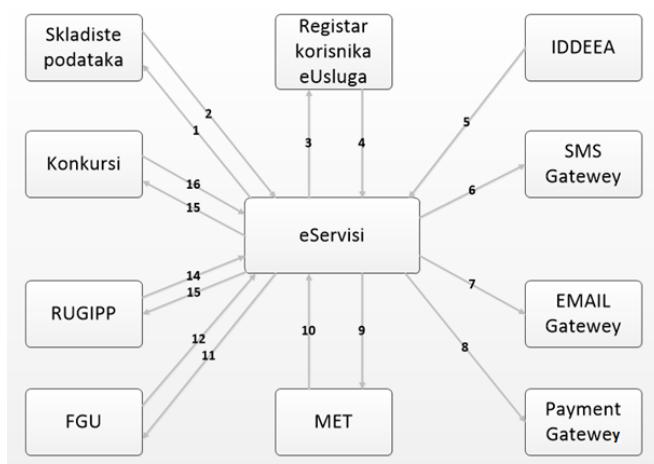 Skladiste
podataka
Registar
korisnika
eUsluga
IDDEEA
2
1
3
4
5
Konkursi
SMS
Gatewey
16
15
6
eServisi
14
15
7
RUGIPP
EMAIL
Gatewey
12
11
10
9
8
FGU
MET
Payment
Gatewey